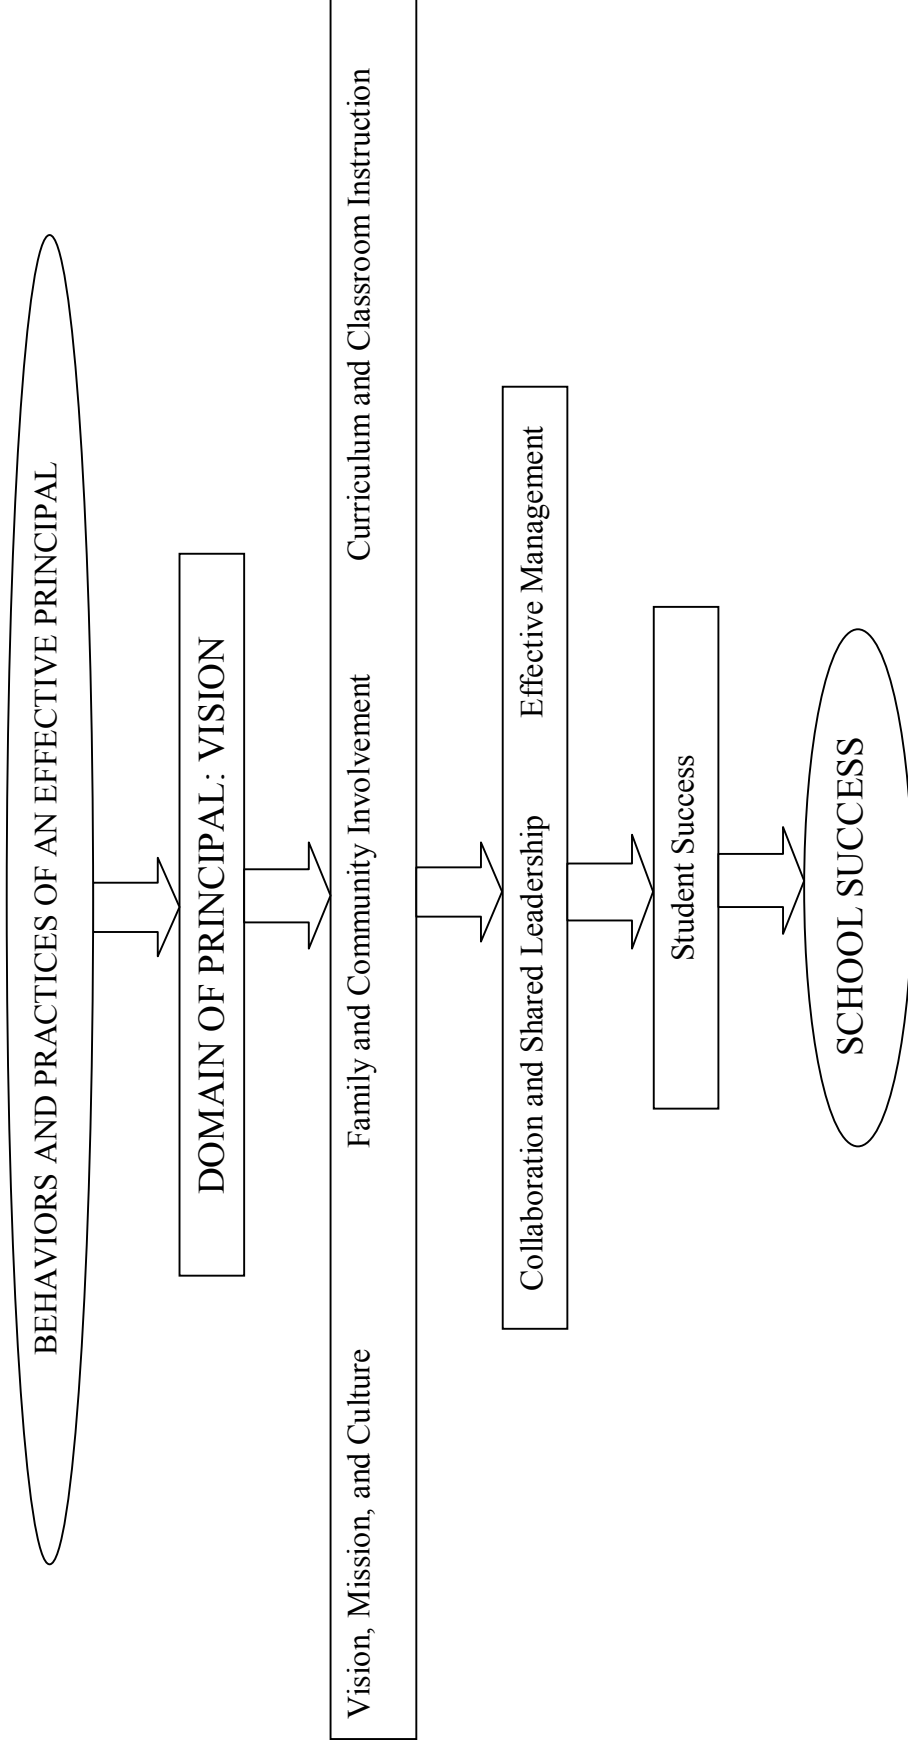 BEHAVIORS AND PRACTICES OF AN EFFECTIVE PRINCIPAL
DOMAIN OF PRINCIPAL: VISION
Vision, Mission, and Culture Family and Community Involvement Curriculum and Classroom Instruction
Collaboration and Shared Leadership Effective Management
Student Success
SCHOOL SUCCESS